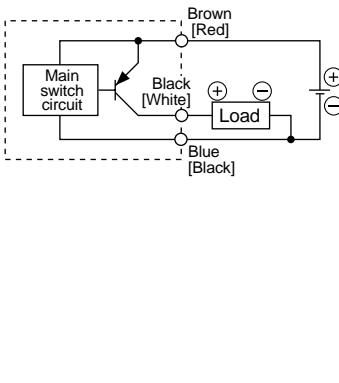 Brown
[Red]
Main
switch
circuit
Black
[White]
Load
Blue
[Black]